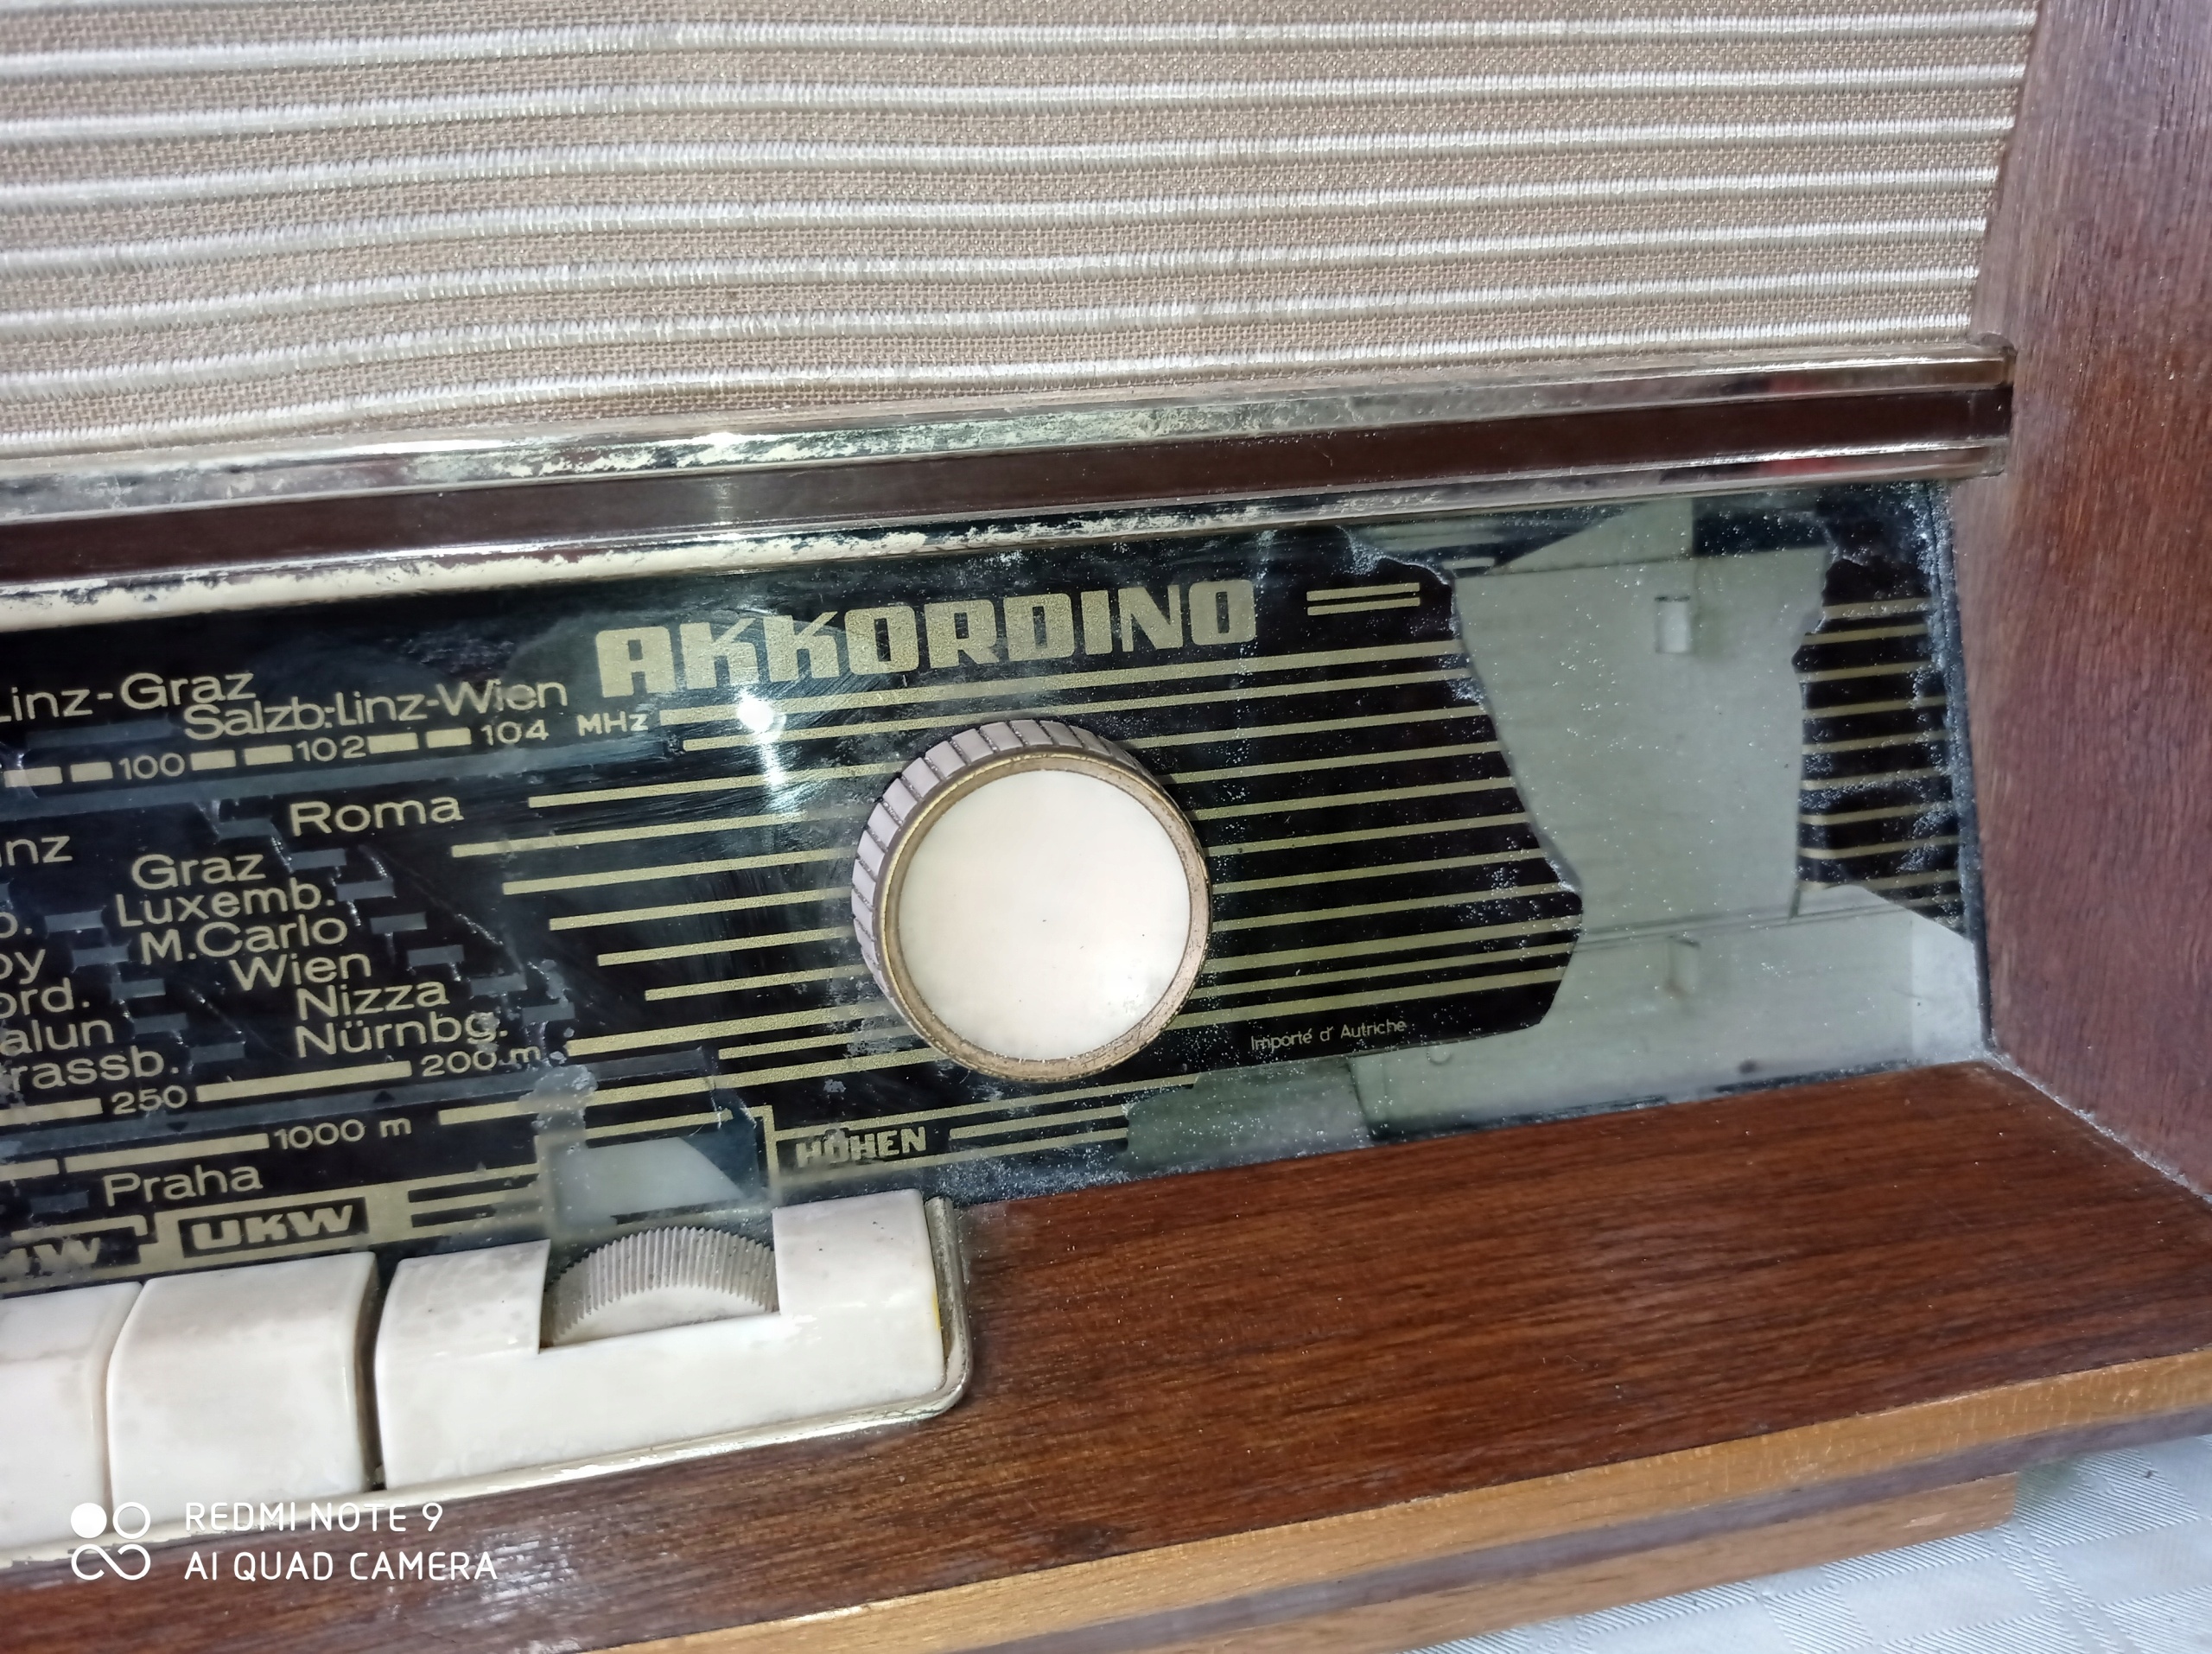 AKKORDINO
Linz-Graz
Salzb.-Linz-Wien
100 102 104 MHz
Roma
Graz
Luxemb.
M.Carlo
Wien
Nizza
Nürnbg.
200 m
250
1000 m
Praha
MW UKW
HÖHEN
Importé d' Autriche
REDMI NOTE 9
AI QUAD CAMERA